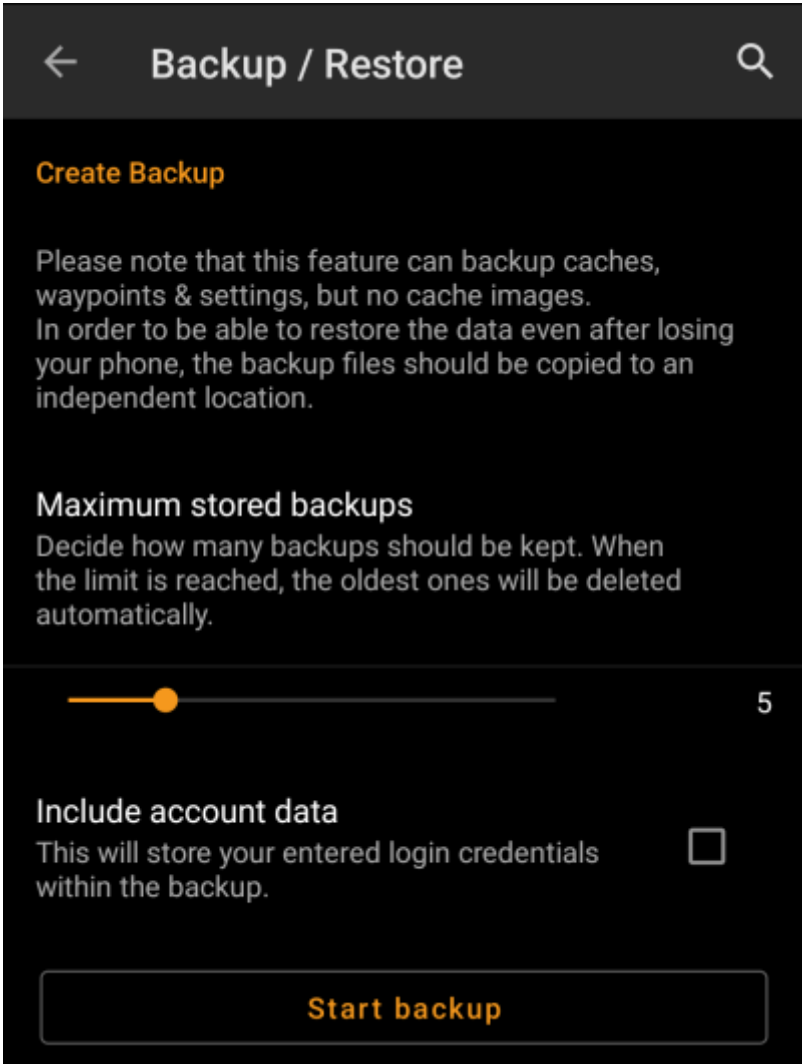 Backup / Restore
Create Backup
Please note that this feature can backup caches,
waypoints & settings, but no cache images.
In order to be able to restore the data even after losing
your phone, the backup files should be copied to an
independent location.
Maximum stored backups
Decide how many backups should be kept. When
the limit is reached, the oldest ones will be deleted
automatically.
5
Include account data
This will store your entered login credentials
within the backup.
Start backup